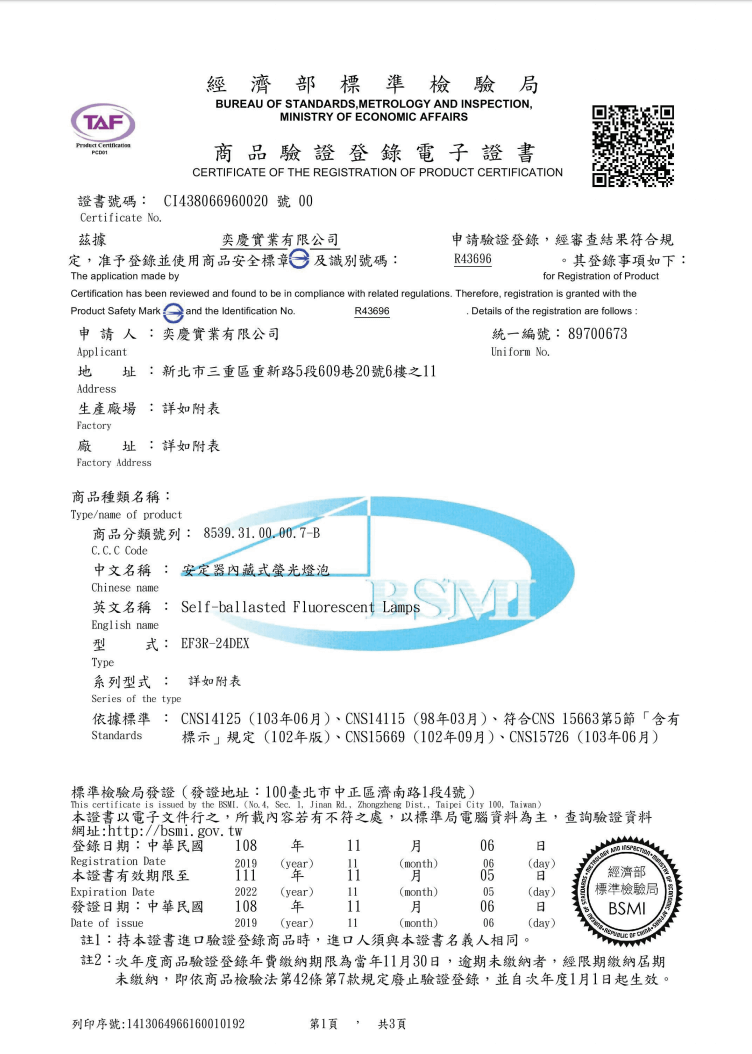 經濟部標準檢驗局
BUREAU OF STANDARDS,METROLOGY AND INSPECTION,
MINISTRY OF ECONOMIC AFFAIRS
TAF
Product Certification
PCD01
商品驗證登錄電子證書
CERTIFICATE OF THE REGISTRATION OF PRODUCT CERTIFICATION
證書號碼: CI438066960020 號 00
Certificate No.
茲據 奕慶實業有限公司 申請驗證登錄,經審查結果符合規
定,准予登錄並使用商品安全標章 及識別號碼: R43696 。其登錄事項如下:
The application made by for Registration of Product
Certification has been reviewed and found to be in compliance with related regulations. Therefore, registration is granted with the
Product Safety Mark and the Identification No. R43696 . Details of the registration are follows :
申請人:奕慶實業有限公司 統一編號:89700673
Applicant Uniform No.
地址:新北市三重區重新路5段609巷20號6樓之11
Address
生產廠場:詳如附表
Factory
廠址:詳如附表
Factory Address
商品種類名稱:
Type/name of product
商品分類號列: 8539.31.00.00.7-B
C.C.C Code
中文名稱 : 安定器內藏式螢光燈泡
Chinese name
英文名稱 : Self-ballasted Fluorescent Lamps
English name
BSMI
型式: EF3R-24DEX
Type
系列型式 : 詳如附表
Series of the type
依據標準 : CNS14125 (103年06月)、CNS14115 (98年03月)、符合CNS 15663第5節「含有
Standards 標示」規定 (102年版)、CNS15669 (102年09月)、CNS15726 (103年06月)
標準檢驗局發證 (發證地址:100臺北市中正區濟南路1段4號)
This certificate is issued by the BSMI. (No.4, Sec. 1, Jinan Rd., Zhongzheng Dist., Taipei City 100, Taiwan)
本證書以電子文件行之,所載內容若有不符之處,以標準局電腦資料為主,查詢驗證資料
網址:http://bsmi.gov.tw
登錄日期:中華民國 108 年 11 月 06 日
Registration Date 2019 (year) 11 (month) 06 (day)
本證書有效期限至 111 年 11 月 05 日
Expiration Date 2022 (year) 11 (month) 05 (day)
發證日期:中華民國 108 年 11 月 06 日
Date of issue 2019 (year) 11 (month) 06 (day)
經濟部
標準檢驗局
BSMI
BUREAU OF STANDARDS, METROLOGY AND INSPECTION•MINISTRY OF ECONOMIC AFFAIRS•REPUBLIC OF CHINA•
註1:持本證書進口驗證登錄商品時,進口人須與本證書名義人相同。
註2:次年度商品驗證登錄年費繳納期限為當年11月30日,逾期未繳納者,經限期繳納屆期
未繳納,即依商品檢驗法第42條第7款規定廢止驗證登錄,並自次年度1月1日起生效。
列印序號:1413064966160010192 第1頁 , 共3頁